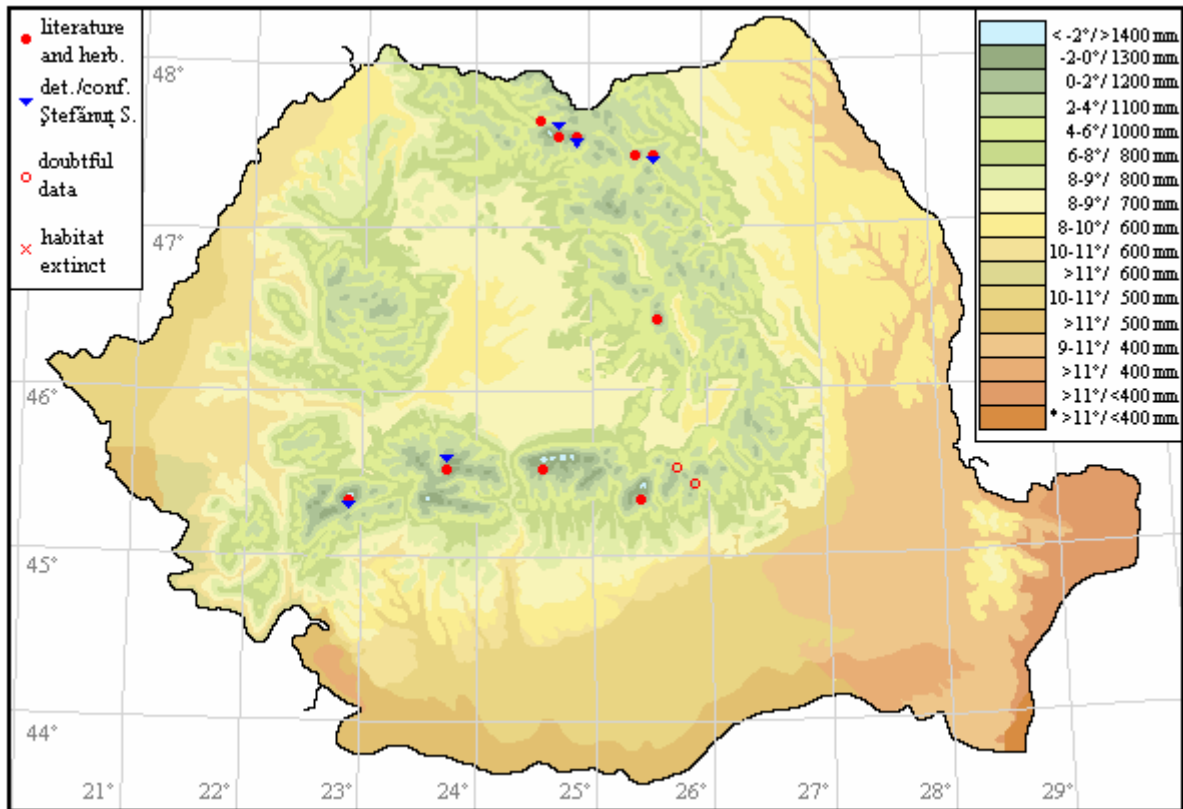 literature
and herb.
det./conf.
Ştefănuţ S.
doubtful
data
habitat
extinct
< -2°/>1400 mm
-2-0°/ 1300 mm
0-2°/ 1200 mm
2-4°/ 1100 mm
4-6°/ 1000 mm
6-8°/ 800 mm
8-9°/ 800 mm
8-9°/ 700 mm
8-10°/ 600 mm
10-11°/ 600 mm
>11°/ 600 mm
10-11°/ 500 mm
>11°/ 500 mm
9-11°/ 400 mm
>11°/ 400 mm
>11°/<400 mm
* >11°/<400 mm
48°
47°
46°
45°
44°
21°
22°
23°
24°
25°
26°
27°
28°
29°